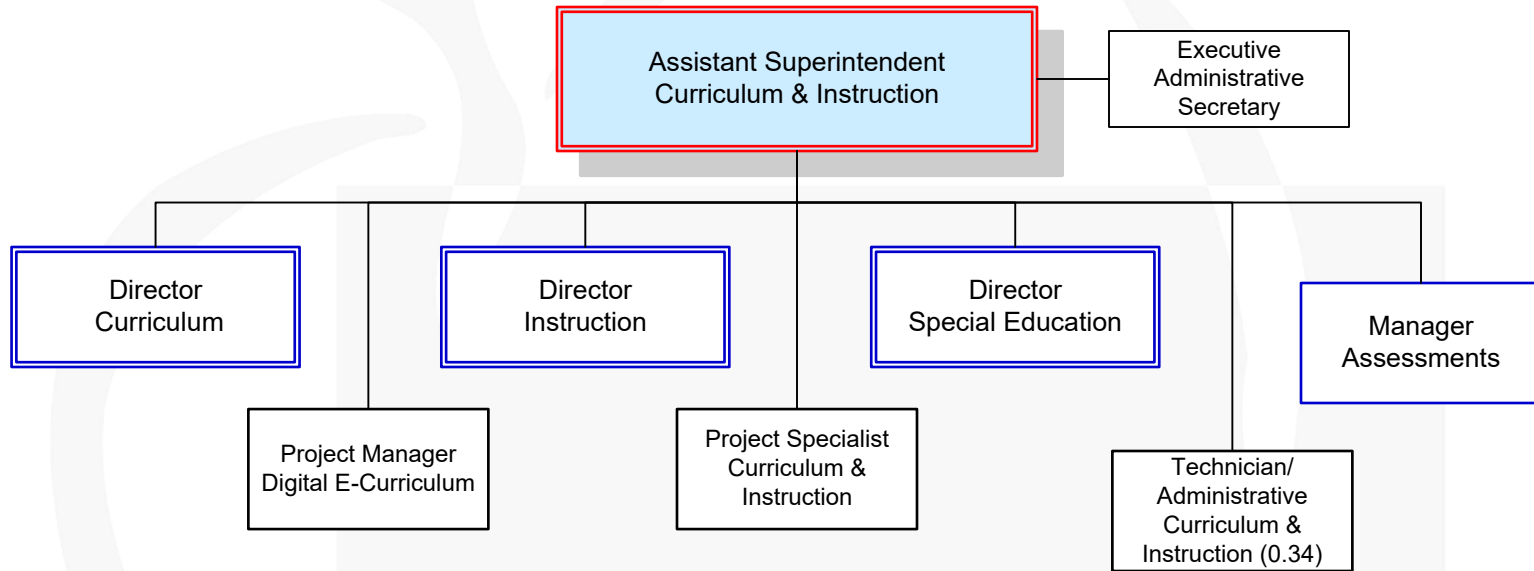 Assistant Superintendent
Curriculum & Instruction
Executive
Administrative
Secretary
Director
Curriculum
Director
Instruction
Director
Special Education
Manager
Assessments
Project Manager
Digital E-Curriculum
Project Specialist
Curriculum &
Instruction
Technician/
Administrative
Curriculum &
Instruction (0.34)